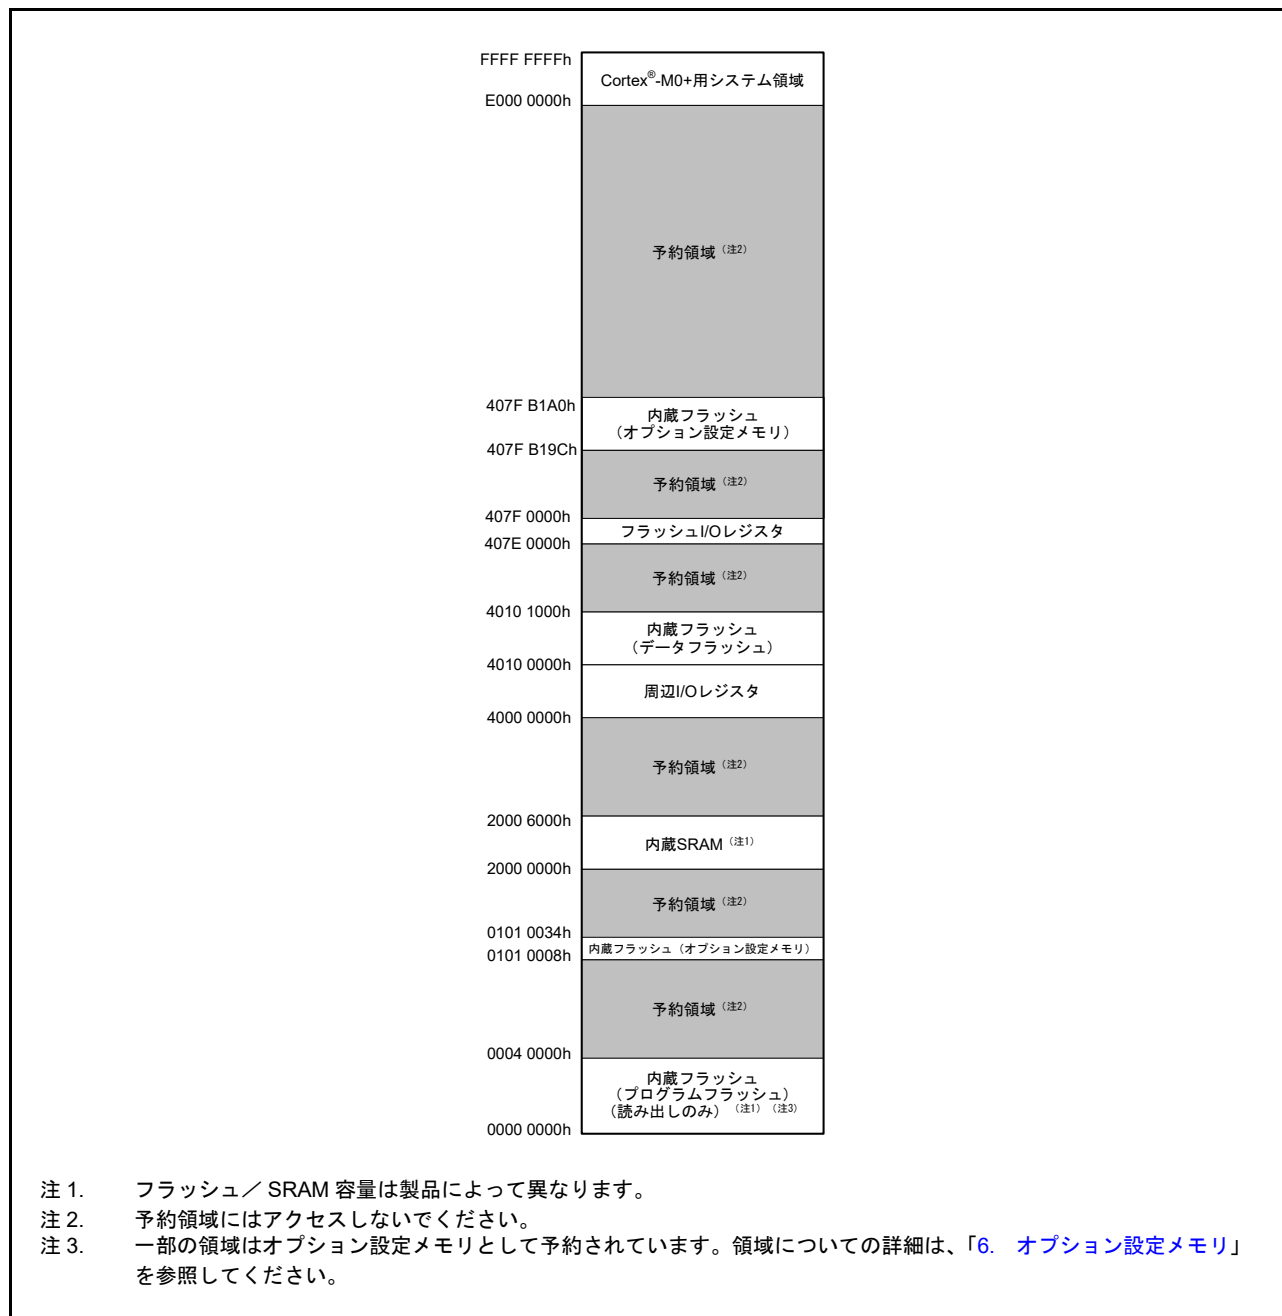 FFFF FFFFh
Cortex®-M0+用システム領域
E000 0000h
予約領域（注2）
407F B1A0h
内蔵フラッシュ
（オプション設定メモリ）
407F B19Ch
予約領域（注2）
407F 0000h
フラッシュI/Oレジスタ
407E 0000h
予約領域（注2）
4010 1000h
内蔵フラッシュ
（データフラッシュ）
4010 0000h
周辺I/Oレジスタ
4000 0000h
予約領域（注2）
2000 6000h
内蔵SRAM（注1）
2000 0000h
予約領域（注2）
0101 0034h
内蔵フラッシュ（オプション設定メモリ）
0101 0008h
予約領域（注2）
0004 0000h
内蔵フラッシュ
（プログラムフラッシュ）
（読み出しのみ）（注1）（注3）
0000 0000h
注 1. フラッシュ／ SRAM 容量は製品によって異なります。
注 2. 予約領域にはアクセスしないでください。
注 3. 一部の領域はオプション設定メモリとして予約されています。領域についての詳細は、「6. オプション設定メモリ」
を参照してください。